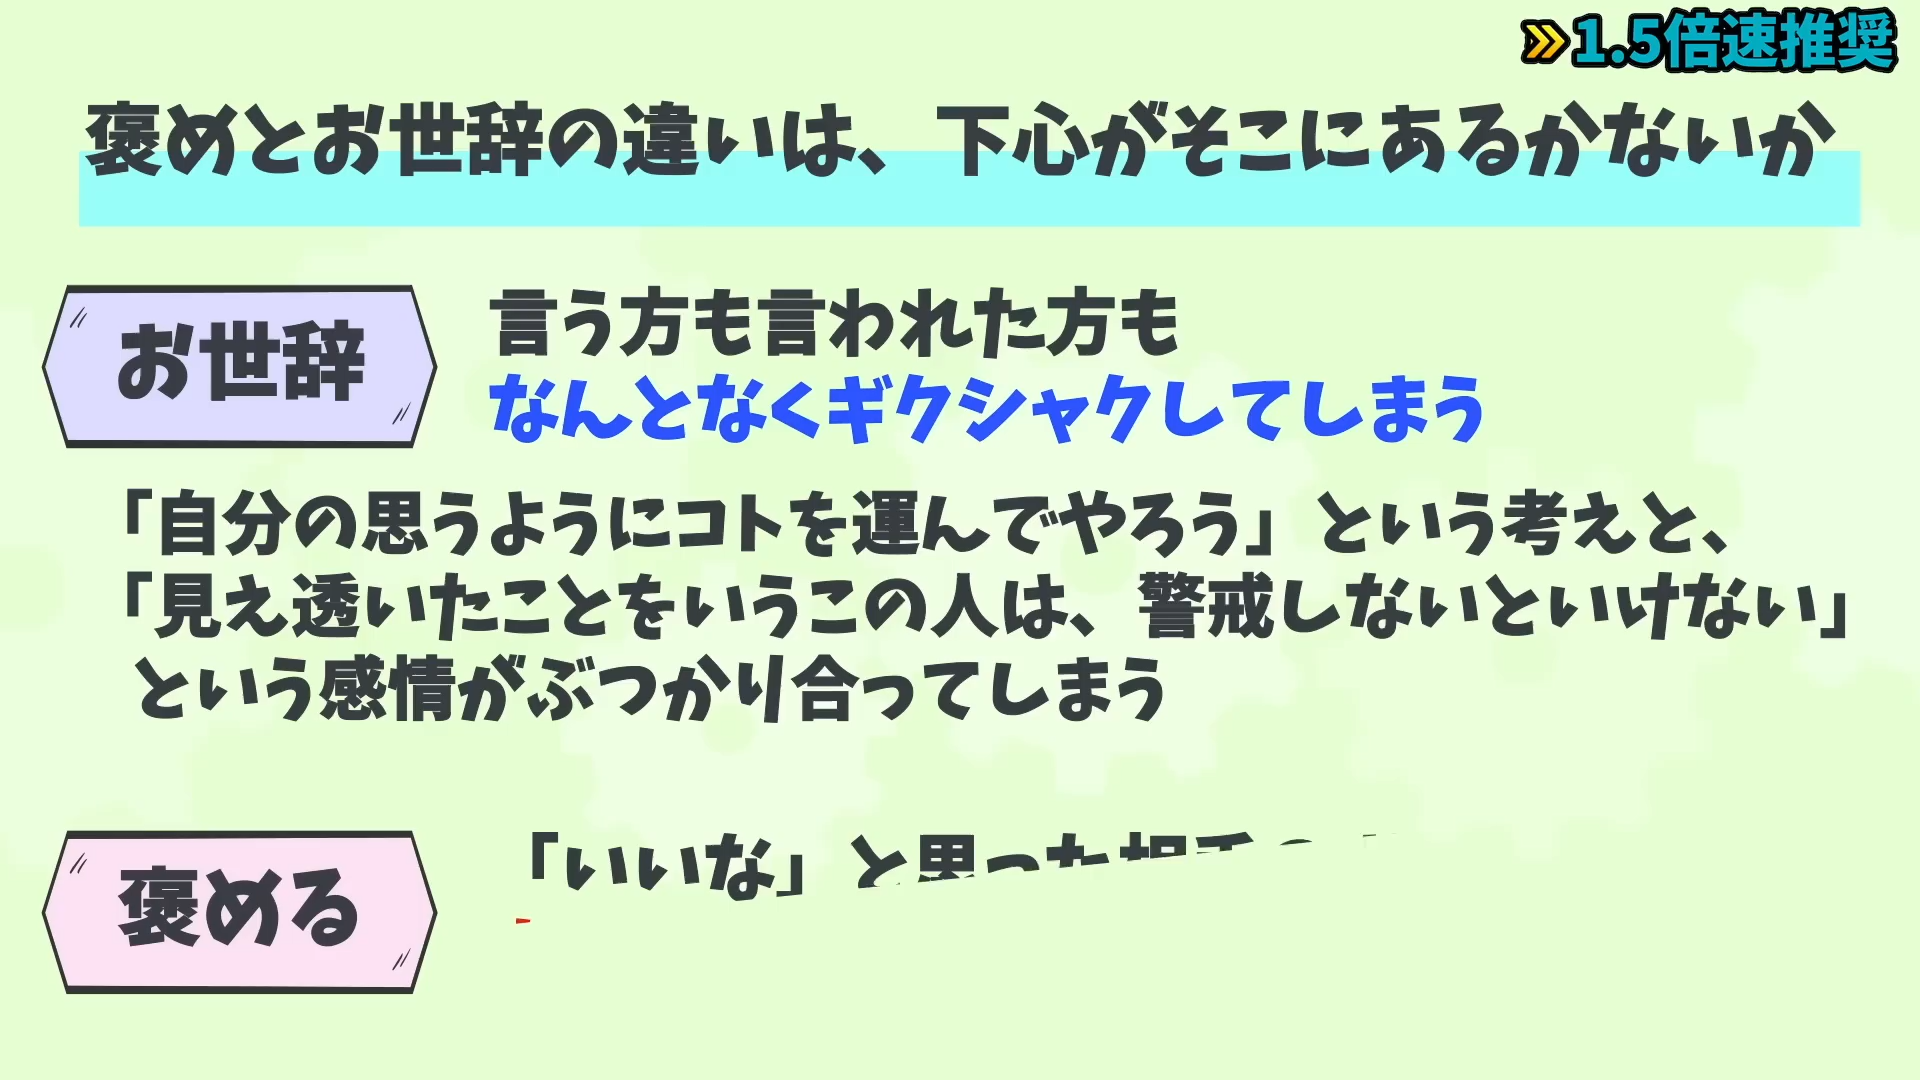 1.5倍速推奨
褒めとお世辞の違いは、下心がそこにあるかないか
お世辞
言う方も言われた方も
なんとなくギクシャクしてしまう
「自分の思うようにコトを運んでやろう」という考えと、
「見え透いたことをいうこの人は、警戒しないといけない」
という感情がぶつかり合ってしまう
褒める
「いいな」と思った